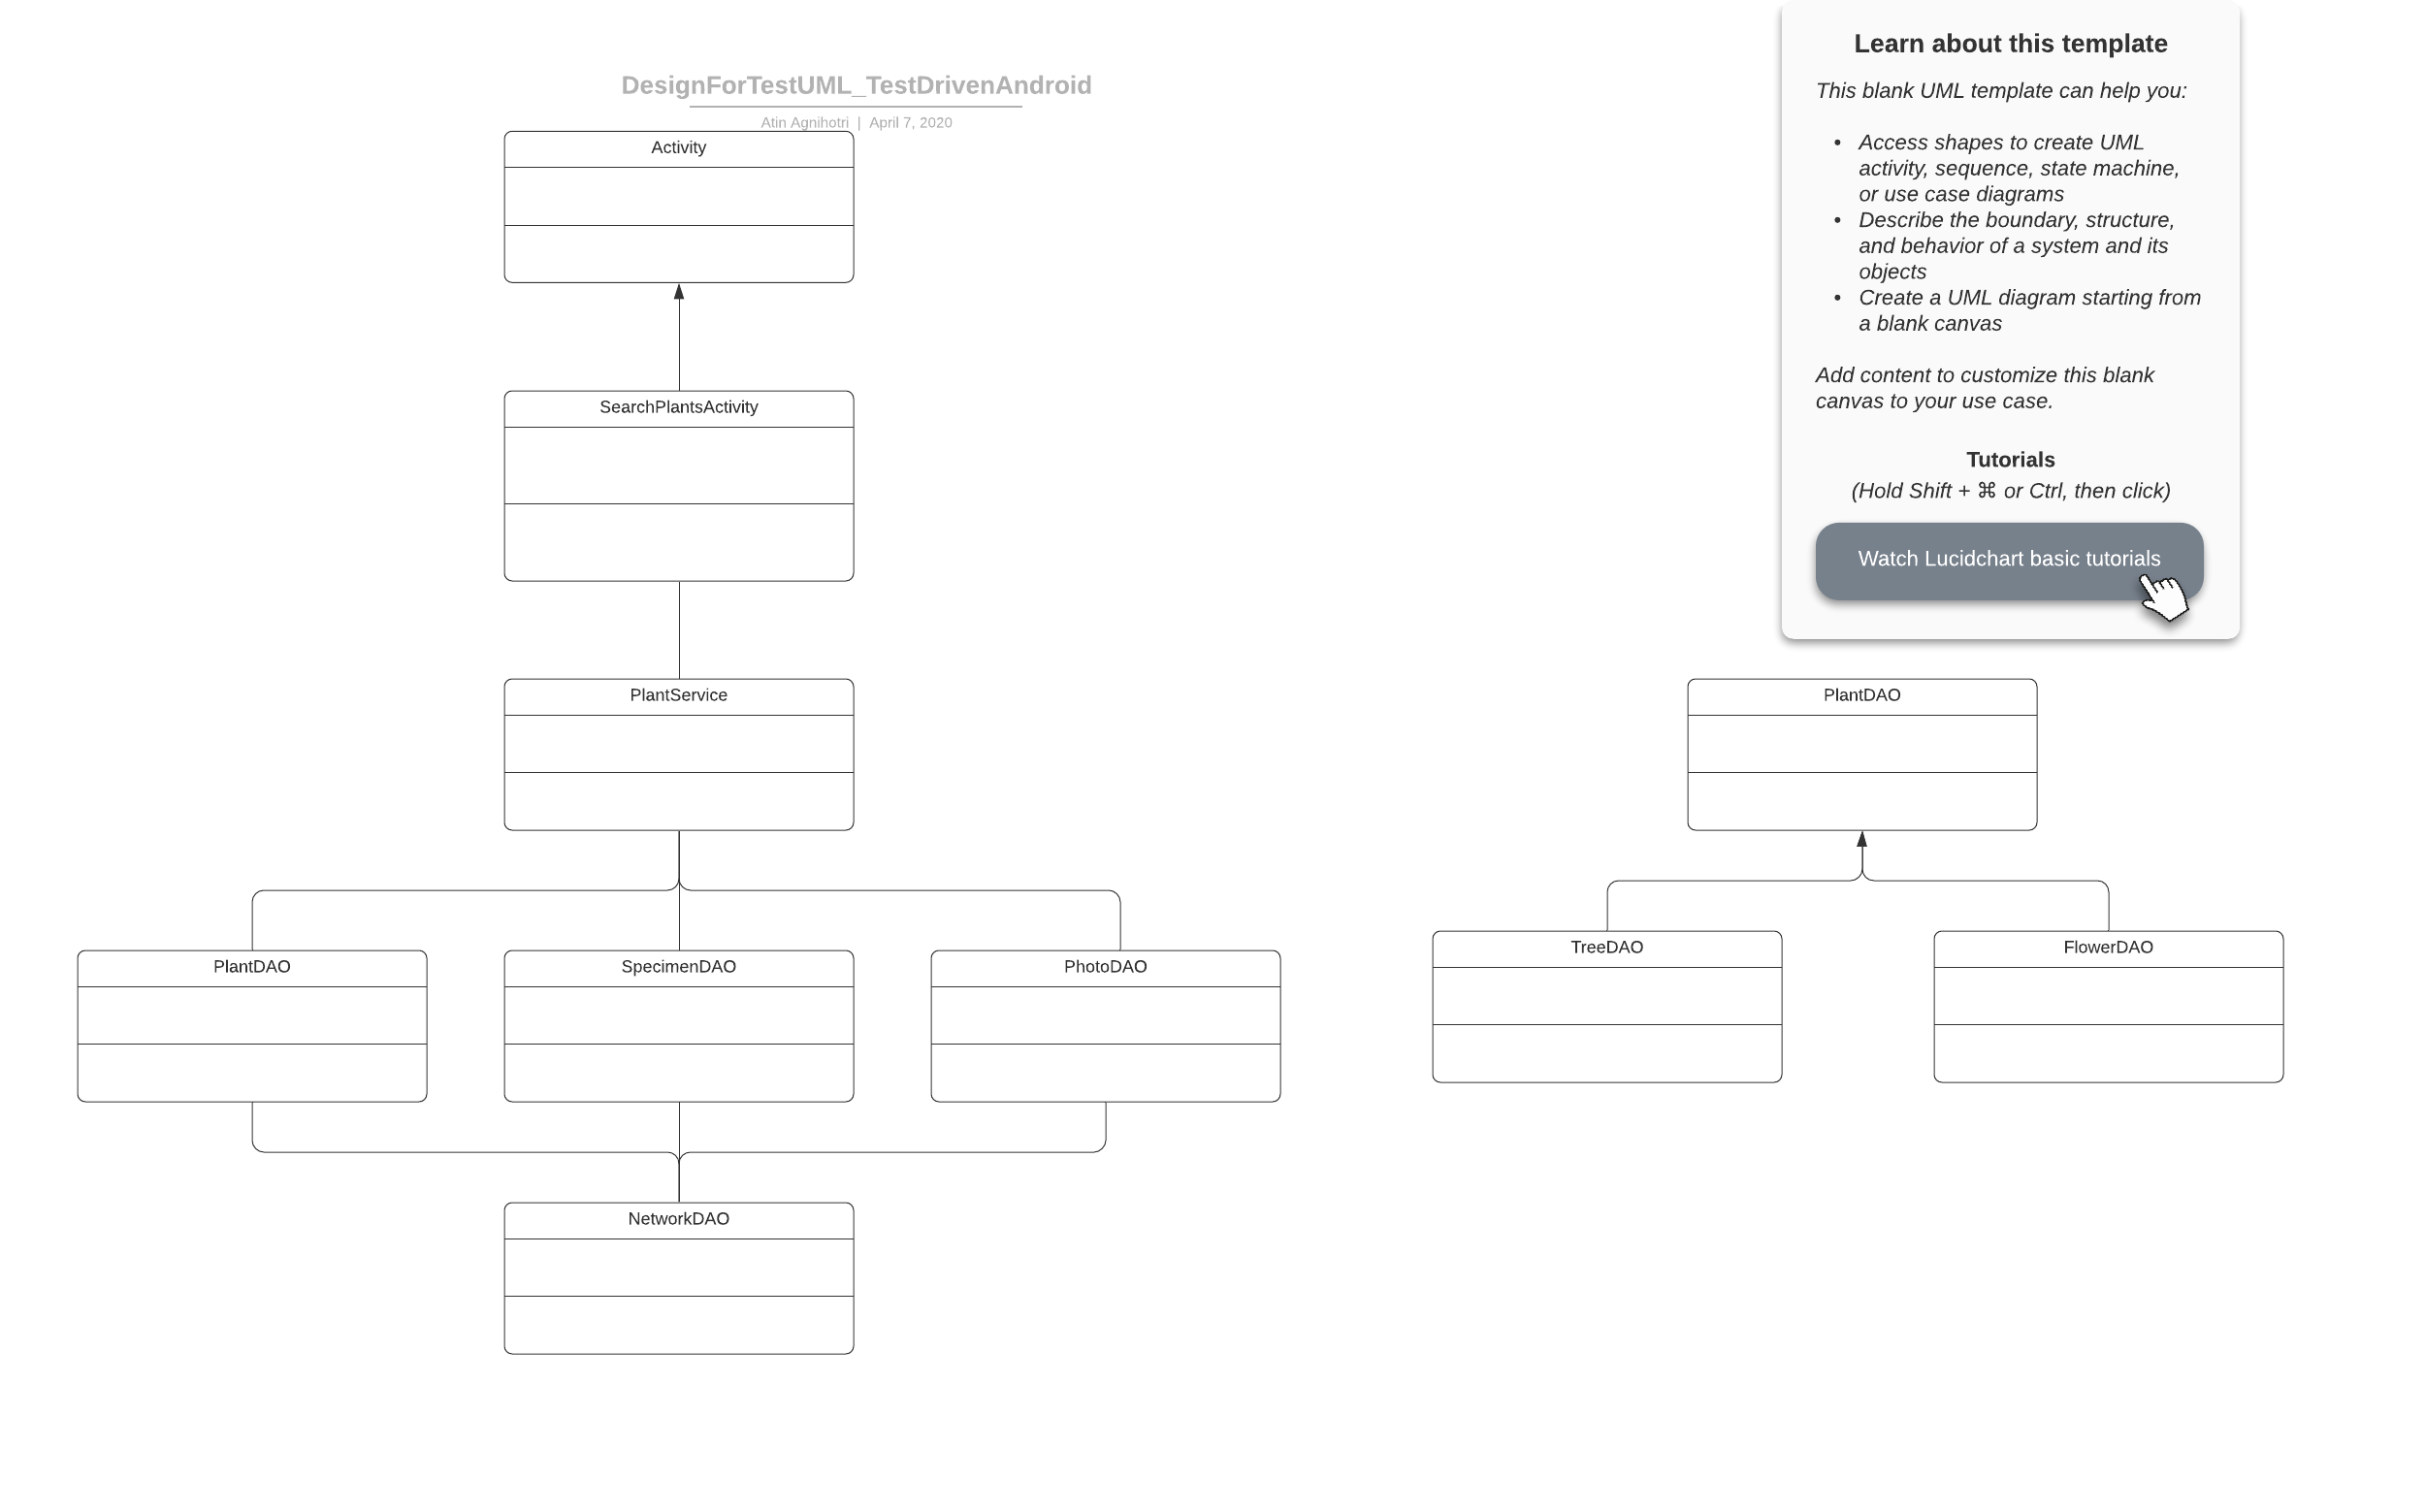 DesignForTestUML_TestDrivenAndroid
Atin Agnihotri | April 7, 2020
Activity
SearchPlantsActivity
PlantService
PlantDAO
SpecimenDAO
PhotoDAO
NetworkDAO
Learn about this template
This blank UML template can help you:
• Access shapes to create UML
activity, sequence, state machine,
or use case diagrams
• Describe the boundary, structure,
and behavior of a system and its
objects
• Create a UML diagram starting from
a blank canvas
Add content to customize this blank
canvas to your use case.
Tutorials
(Hold Shift + ⌘ or Ctrl, then click)
Watch Lucidchart basic tutorials
PlantDAO
TreeDAO
FlowerDAO